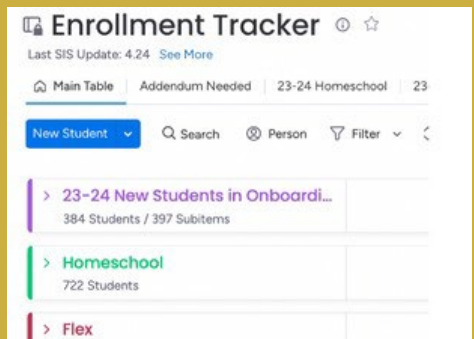 Enrollment Tracker
Last SIS Update: 4.24 See More
Main Table Addendum Needed 23-24 Homeschool 23
New Student Search Person Filter
23-24 New Students in Onboardi...
384 Students / 397 Subitems
Homeschool
722 Students
Flex